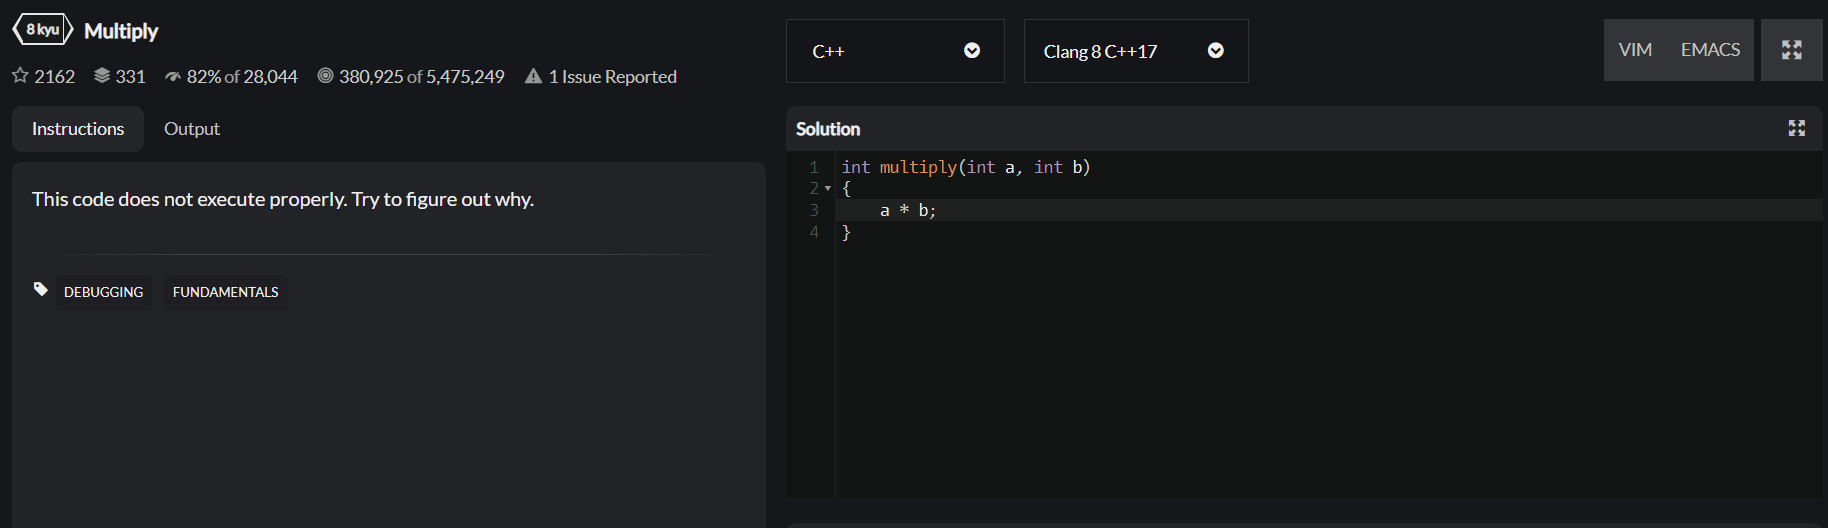 8 kyu Multiply
2162 331 82% of 28,044 380,925 of 5,475,249 1 Issue Reported
Instructions Output
This code does not execute properly. Try to figure out why.
DEBUGGING FUNDAMENTALS
C++ Clang 8 C++17 VIM EMACS
Solution
1 int multiply(int a, int b)
2 {
3 a * b;
4 }